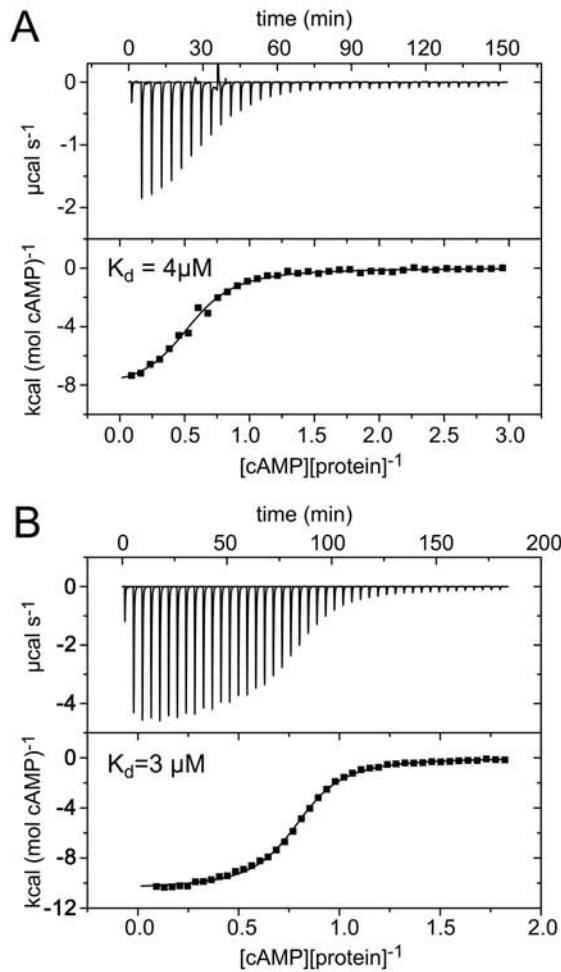 A
time (min)
0 30 60 90 120 150
0
-1
-2
µcal s⁻¹
K_d = 4µM
0
-4
-8
kcal (mol cAMP)⁻¹
0.0 0.5 1.0 1.5 2.0 2.5 3.0
[cAMP][protein]⁻¹
B
time (min)
0 50 100 150 200
0
-2
-4
µcal s⁻¹
K_d=3 µM
0
-4
-8
-12
kcal (mol cAMP)⁻¹
0.0 0.5 1.0 1.5 2.0
[cAMP][protein]⁻¹